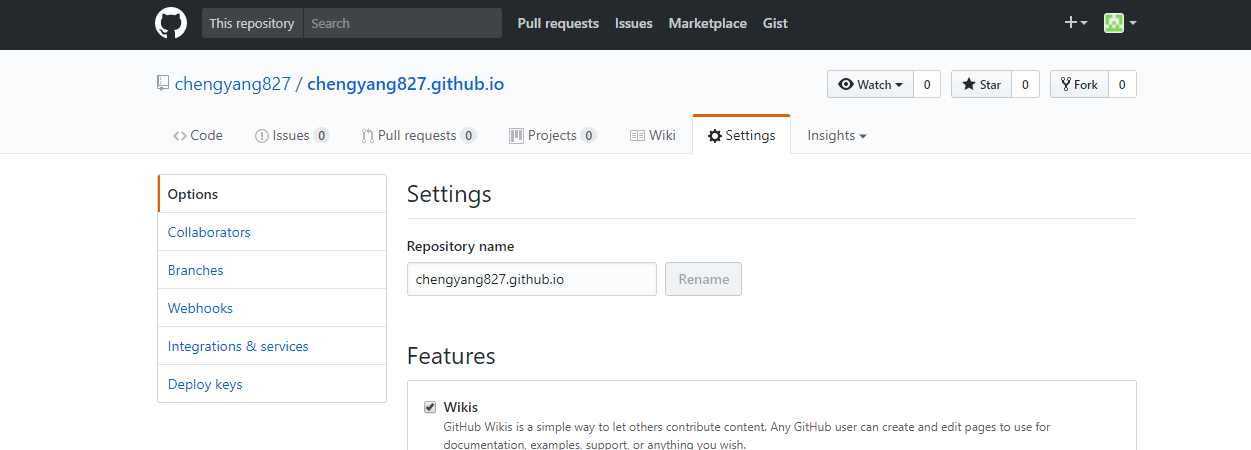 This repository Search Pull requests Issues Marketplace Gist
chengyang827 / chengyang827.github.io Watch 0 Star 0 Fork 0
Code Issues 0 Pull requests 0 Projects 0 Wiki Settings Insights
Options
Collaborators
Branches
Webhooks
Integrations & services
Deploy keys
Settings
Repository name
chengyang827.github.io Rename
Features
Wikis
GitHub Wikis is a simple way to let others contribute content. Any GitHub user can create and edit pages to use for
documentation, examples, support, or anything you wish.